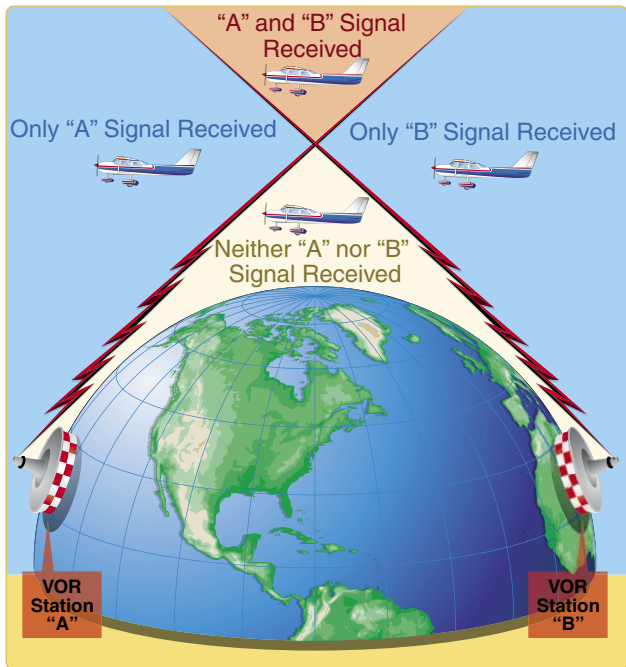 “A” and “B” Signal
Received
Only “A” Signal Received
Only “B” Signal Received
Neither “A” nor “B”
Signal Received
VOR
Station
“A”
VOR
Station
“B”